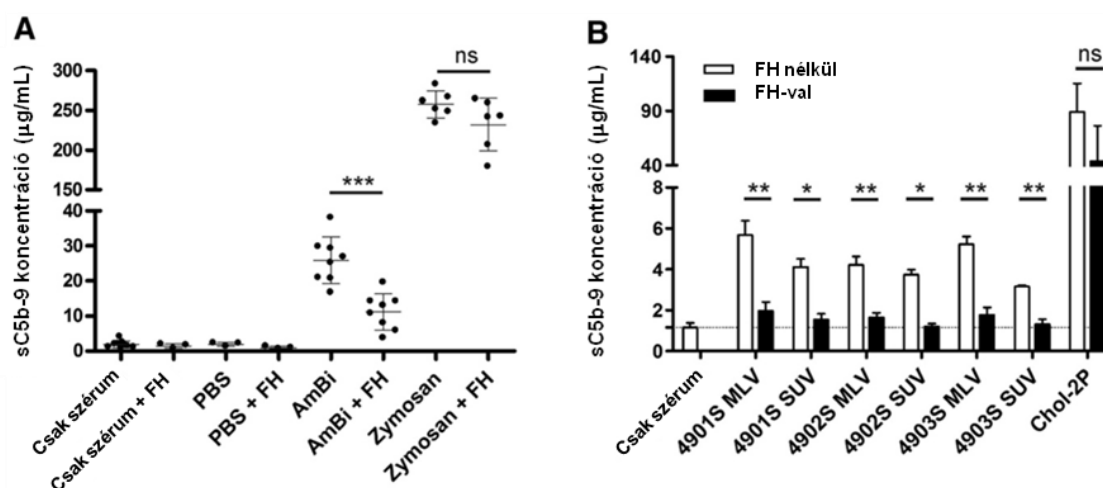 A
sC5b-9 koncentráció (µg/mL)
300
250
200
150
40
30
20
10
0
ns
***
Csak szérum
Csak szérum + FH
PBS
PBS + FH
AmBi
AmBi + FH
Zymosan
Zymosan + FH
B
sC5b-9 koncentráció (µg/mL)
140
90
40
8
6
4
2
0
FH nélkül
FH-val
ns
** * ** * ** **
Csak szérum
4901S MLV
4901S SUV
4902S MLV
4902S SUV
4903S MLV
4903S SUV
Chol-2P